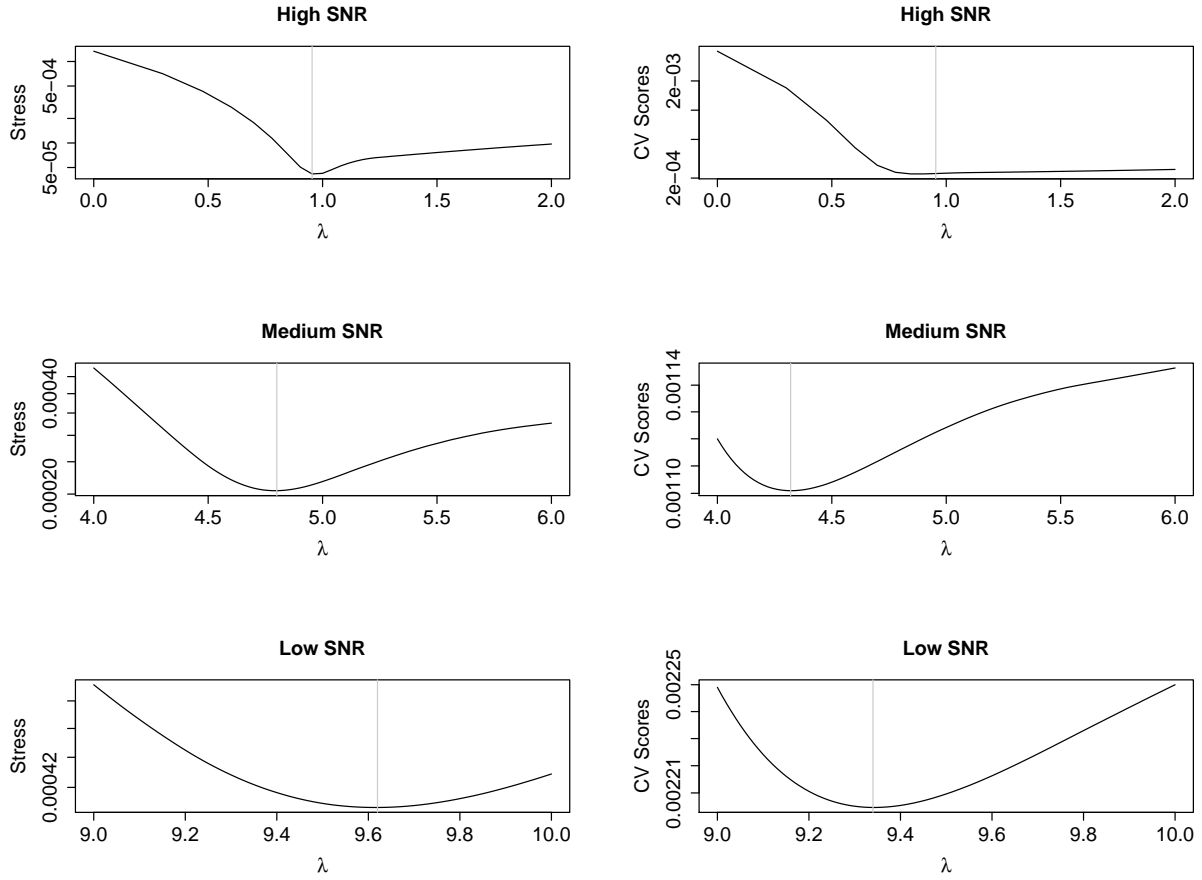 High SNR
Stress
5e-05
5e-04
0.0 0.5 1.0 1.5 2.0
λ
High SNR
CV Scores
2e-04
2e-03
0.0 0.5 1.0 1.5 2.0
λ
Medium SNR
Stress
0.00020
0.00040
4.0 4.5 5.0 5.5 6.0
λ
Medium SNR
CV Scores
0.00110
0.00114
4.0 4.5 5.0 5.5 6.0
λ
Low SNR
Stress
0.00042
9.0 9.2 9.4 9.6 9.8 10.0
λ
Low SNR
CV Scores
0.00221
0.00225
9.0 9.2 9.4 9.6 9.8 10.0
λ